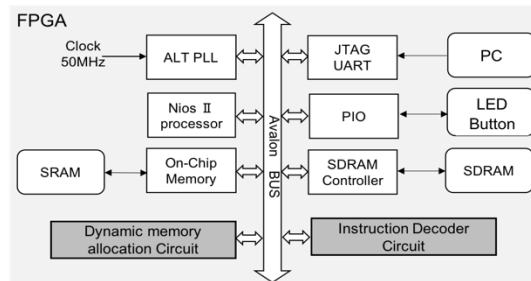 FPGA
Clock
50MHz
ALT PLL
JTAG
UART
PC
Nios Ⅱ
processor
PIO
LED
Button
SRAM
On-Chip
Memory
SDRAM
Controller
SDRAM
Avalon BUS
Dynamic memory
allocation Circuit
Instruction Decoder
Circuit